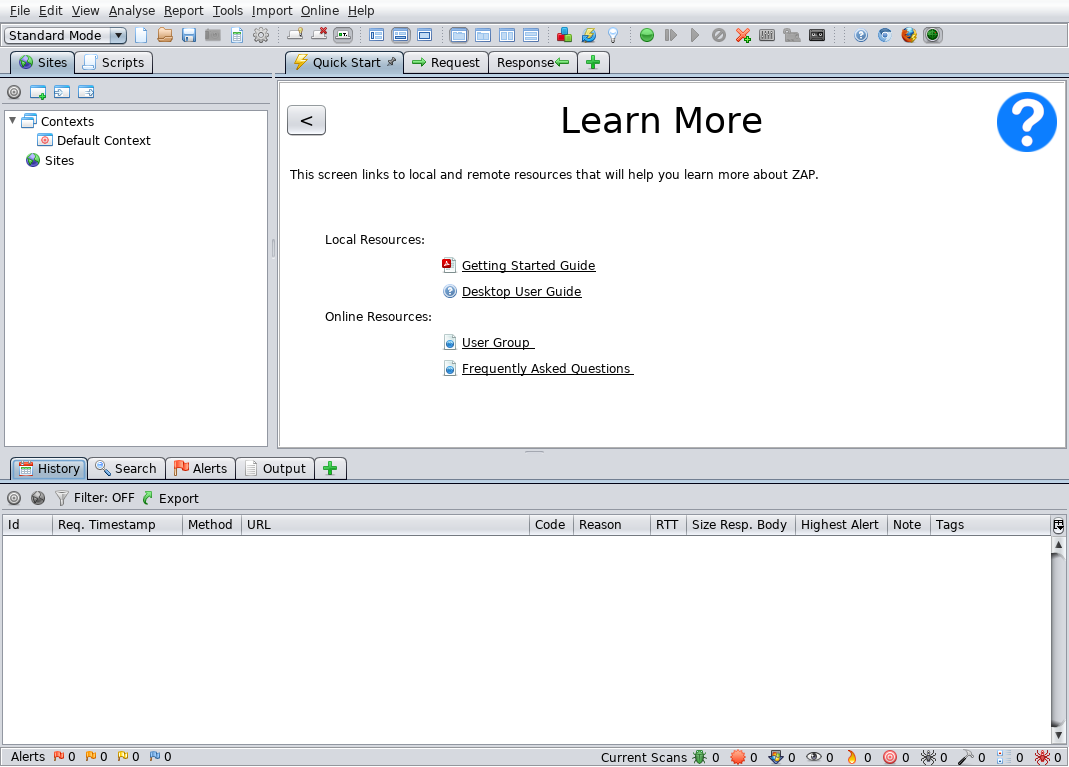 File Edit View Analyse Report Tools Import Online Help
Standard Mode
Sites Scripts
Quick Start Request Response
Contexts
Default Context
Sites
<
Learn More
?
This screen links to local and remote resources that will help you learn more about ZAP.
Local Resources:
Getting Started Guide
Desktop User Guide
Online Resources:
User Group
Frequently Asked Questions
History Search Alerts Output
Filter: OFF Export
Id Req. Timestamp Method URL Code Reason RTT Size Resp. Body Highest Alert Note Tags
Alerts 0 0 0 0 Current Scans 0 0 0 0 0 0 0 0 0 0